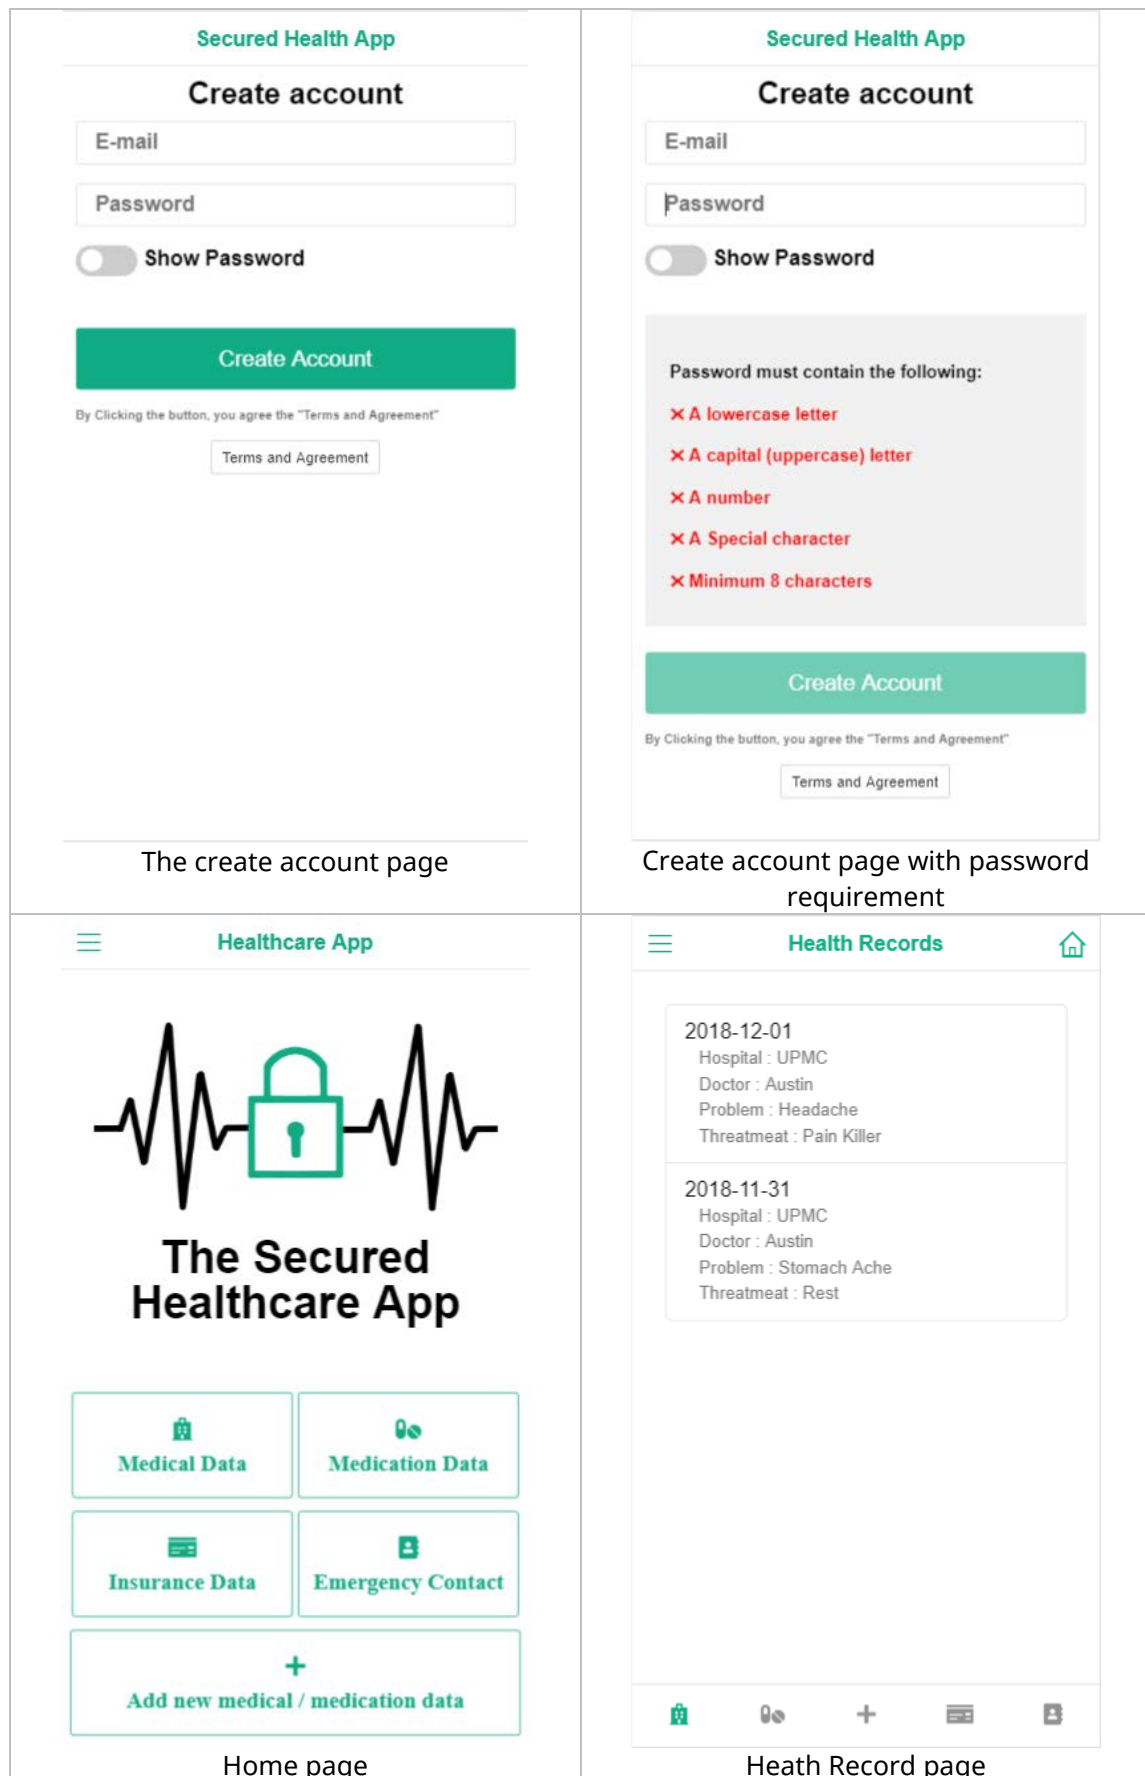 Secured Health App
Create account
E-mail
Password
Show Password
Create Account
By Clicking the button, you agree the "Terms and Agreement"
Terms and Agreement
The create account page
Secured Health App
Create account
E-mail
Password
Show Password
Password must contain the following:
× A lowercase letter
× A capital (uppercase) letter
× A number
× A Special character
× Minimum 8 characters
Create Account
By Clicking the button, you agree the "Terms and Agreement"
Terms and Agreement
Create account page with password
requirement
Healthcare App
The Secured
Healthcare App
Medical Data
Medication Data
Insurance Data
Emergency Contact
Add new medical / medication data
Home page
Health Records
2018-12-01
Hospital : UPMC
Doctor : Austin
Problem : Headache
Threatmeat : Pain Killer
2018-11-31
Hospital : UPMC
Doctor : Austin
Problem : Stomach Ache
Threatmeat : Rest
Heath Record page